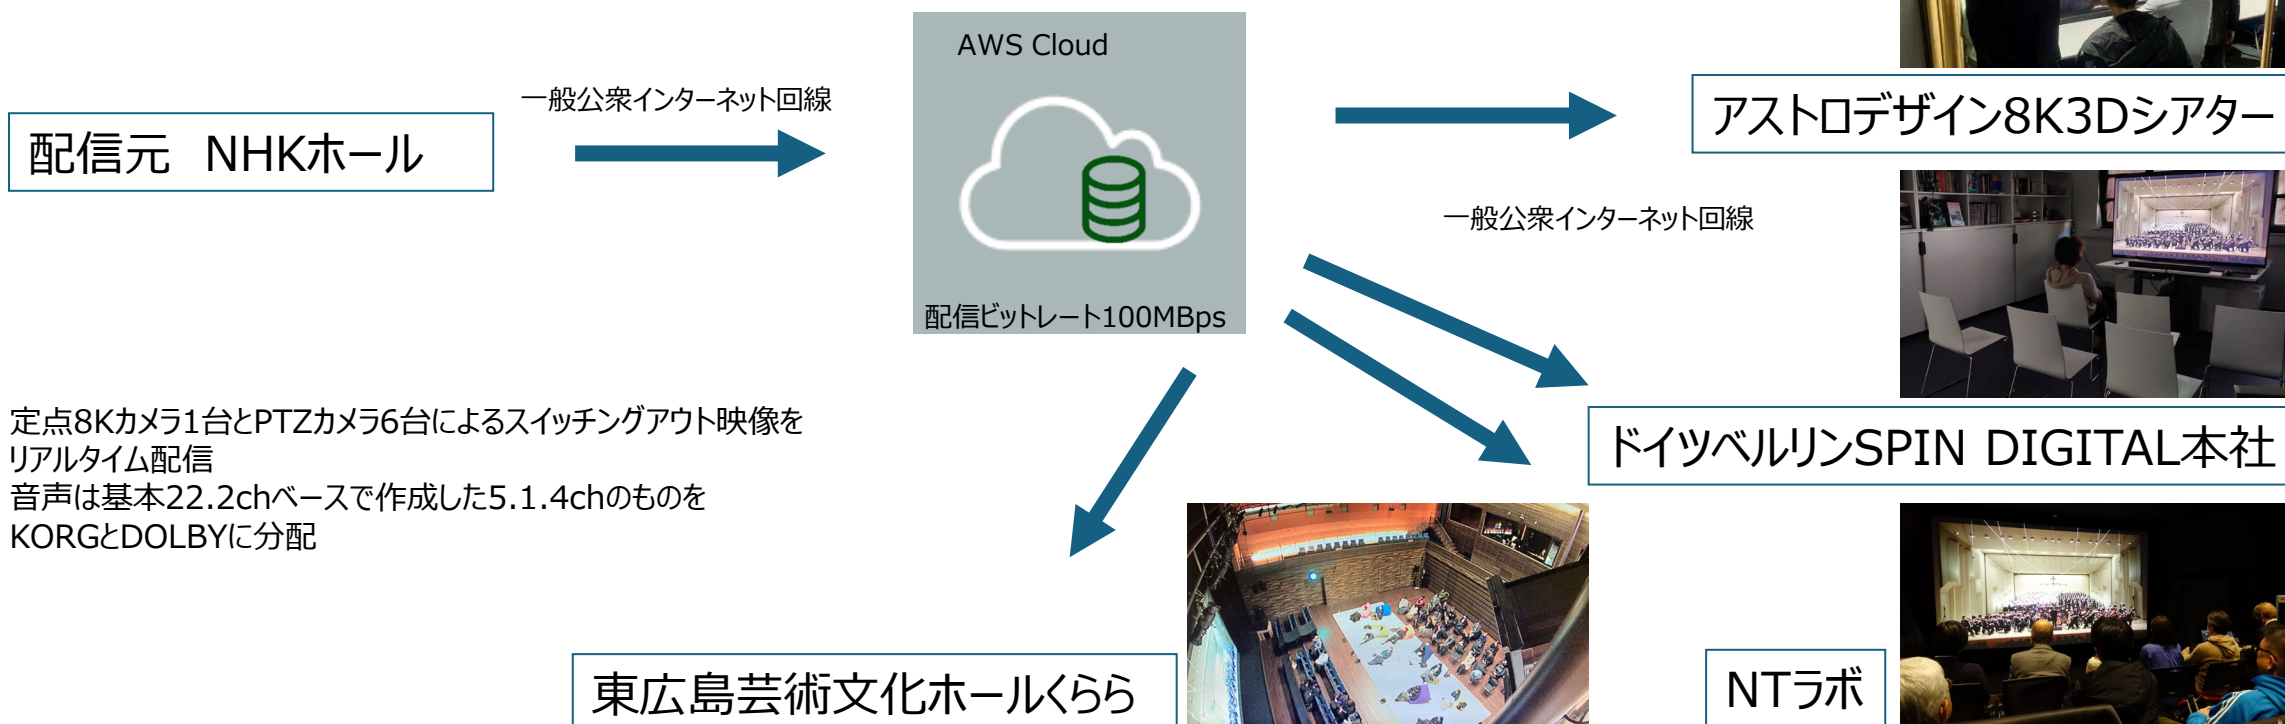 AWS Cloud
一般公衆インターネット回線
配信元　NHKホール
アストロデザイン8K3Dシアター
一般公衆インターネット回線
配信ビットレート100MBps
定点8Kカメラ1台とPTZカメラ6台によるスイッチングアウト映像を
リアルタイム配信
音声は基本22.2chベースで作成した5.1.4chのものを
KORGとDOLBYに分配
ドイツベルリンSPIN DIGITAL本社
東広島芸術文化ホールくらら
NTラボ